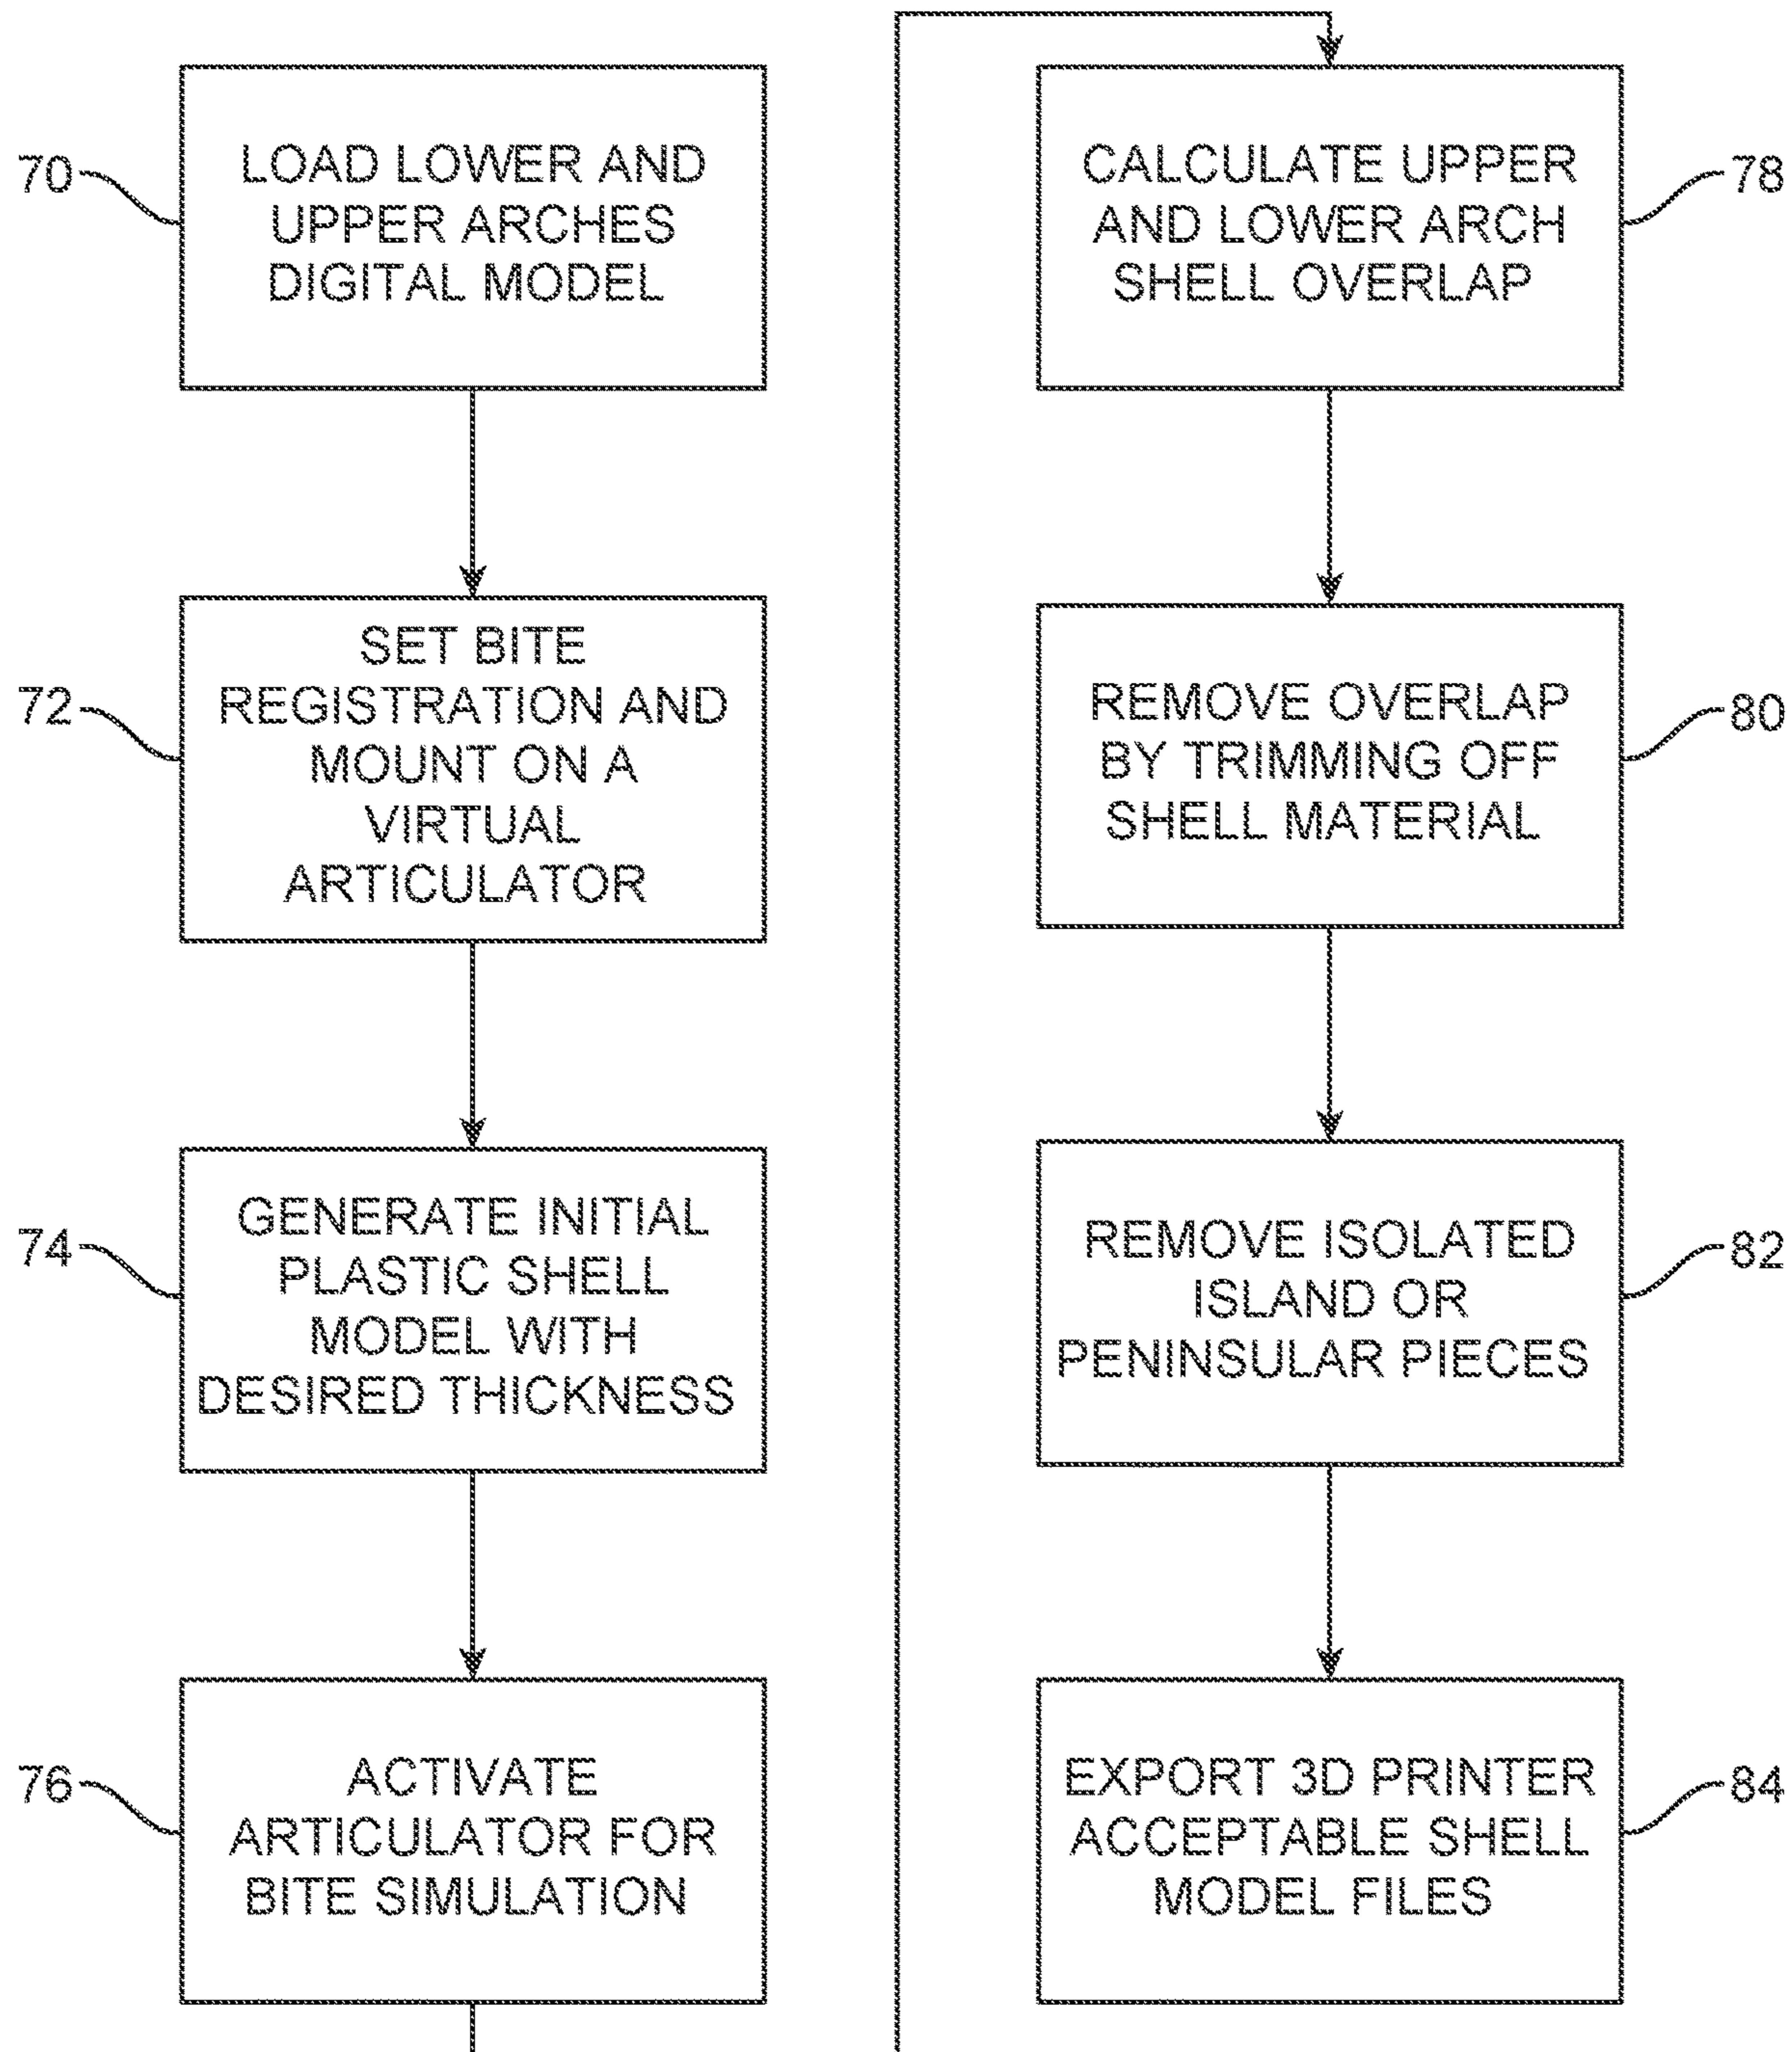 70
LOAD LOWER AND
UPPER ARCHES
DIGITAL MODEL
72
SET BITE
REGISTRATION AND
MOUNT ON A
VIRTUAL
ARTICULATOR
74
GENERATE INITIAL
PLASTIC SHELL
MODEL WITH
DESIRED THICKNESS
76
ACTIVATE
ARTICULATOR FOR
BITE SIMULATION
78
CALCULATE UPPER
AND LOWER ARCH
SHELL OVERLAP
80
REMOVE OVERLAP
BY TRIMMING OFF
SHELL MATERIAL
82
REMOVE ISOLATED
ISLAND OR
PENINSULAR PIECES
84
EXPORT 3D PRINTER
ACCEPTABLE SHELL
MODEL FILES